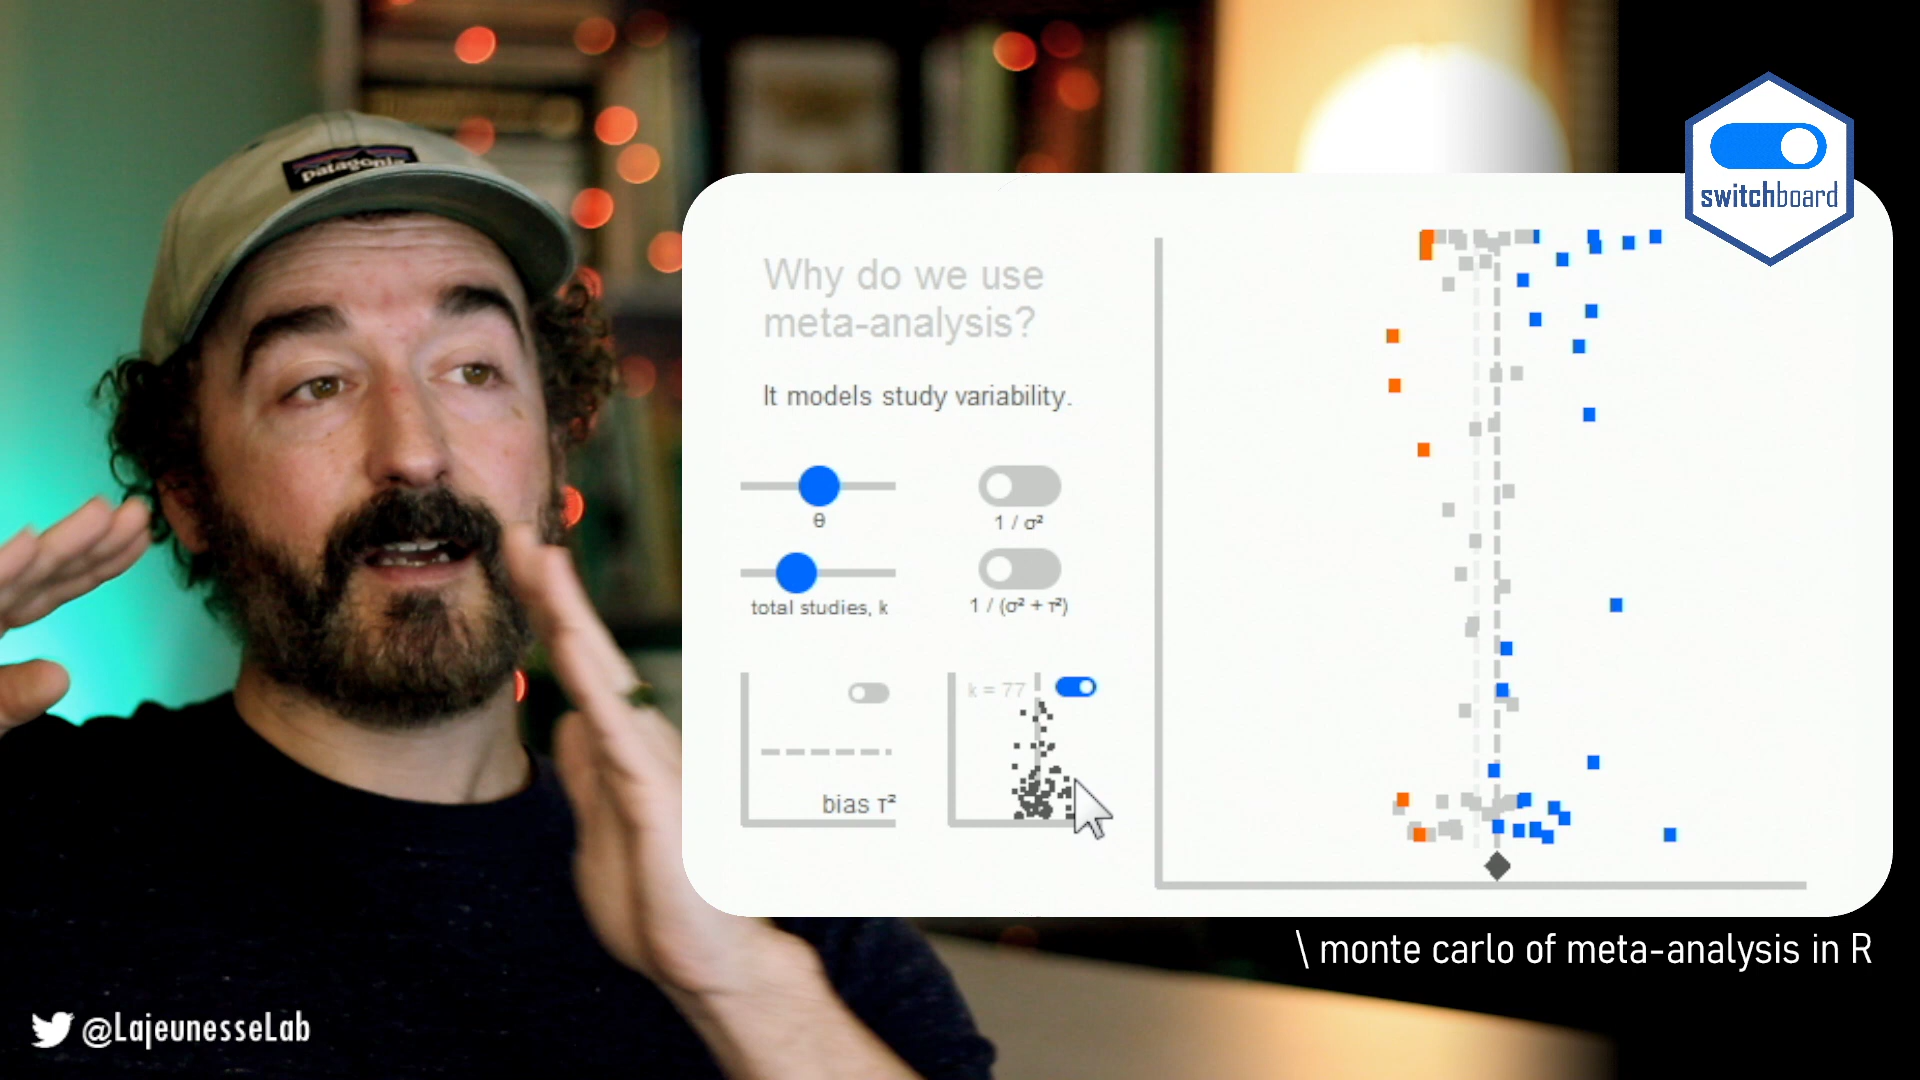 patagonia
switchboard
Why do we use
meta-analysis?
It models study variability.
θ
1 / σ²
total studies, k
1 / (σ² + τ²)
k = 77
bias τ²
\ monte carlo of meta-analysis in R
@LajeunesseLab